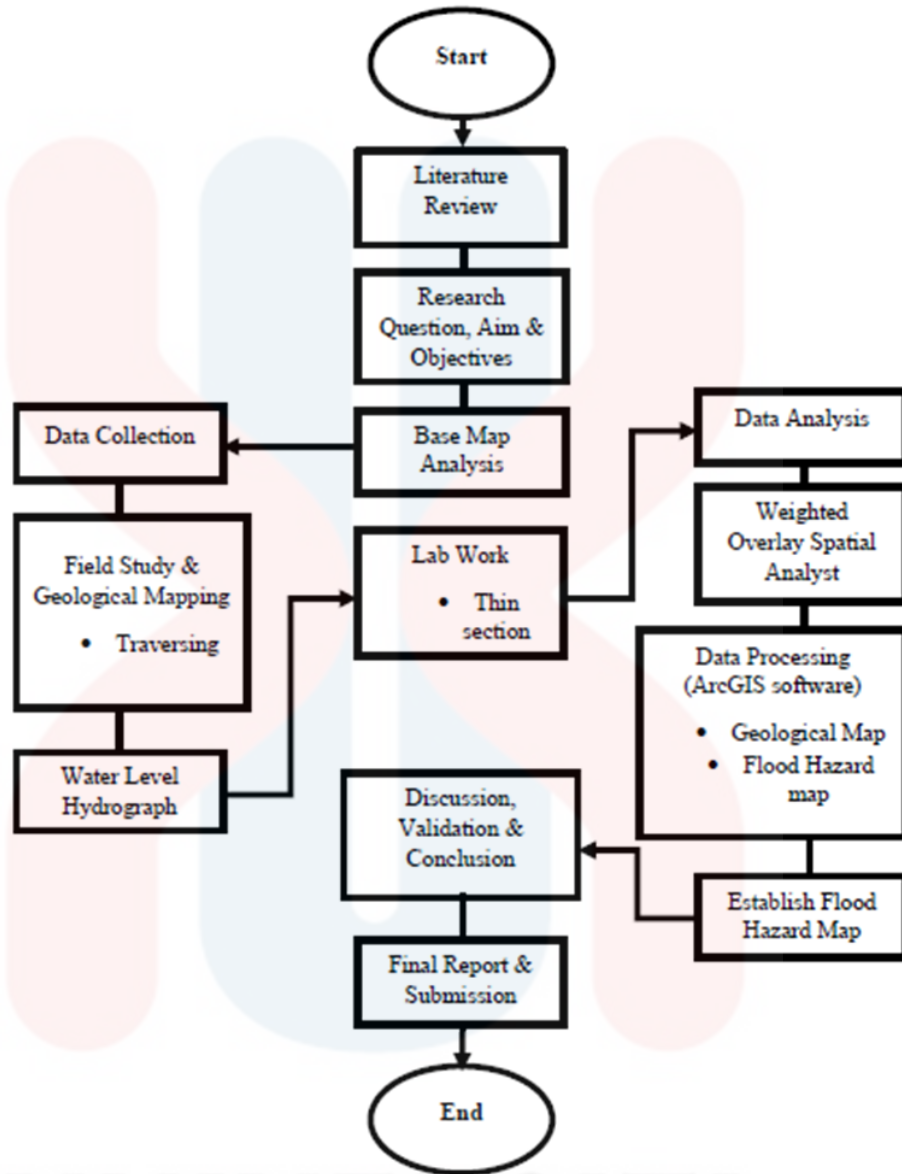 Start
Literature
Review
Research
Question, Aim &
Objectives
Base Map
Analysis
Data Collection
Field Study &
Geological Mapping
• Traversing
Water Level
Hydrograph
Lab Work
• Thin
section
Data Analysis
Weighted
Overlay Spatial
Analyst
Data Processing
(ArcGIS software)
• Geological Map
• Flood Hazard
map
Establish Flood
Hazard Map
Discussion,
Validation &
Conclusion
Final Report &
Submission
End